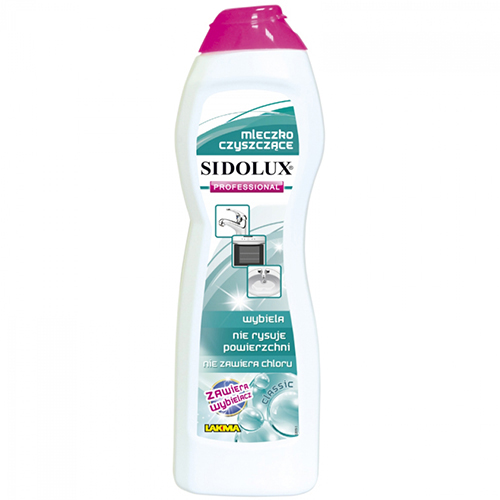 mleczko
czyszczące
SIDOLUX®
PROFESSIONAL
wybiela
nie rysuje
powierzchni
nie zawiera chloru
zawiera
wybielacz
classic
LAKMA